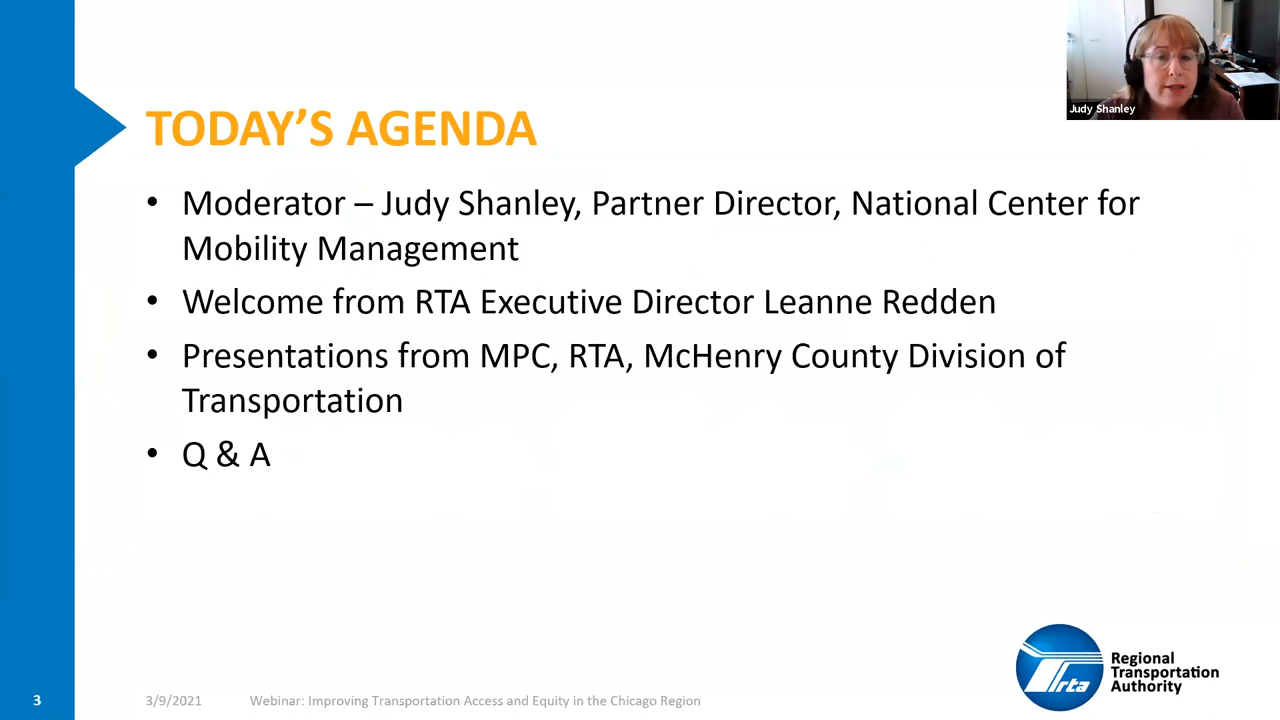 Judy Shanley
TODAY’S AGENDA
• Moderator – Judy Shanley, Partner Director, National Center for
Mobility Management
• Welcome from RTA Executive Director Leanne Redden
• Presentations from MPC, RTA, McHenry County Division of
Transportation
• Q & A
rta
Regional
Transportation
Authority
3
3/9/2021
Webinar: Improving Transportation Access and Equity in the Chicago Region